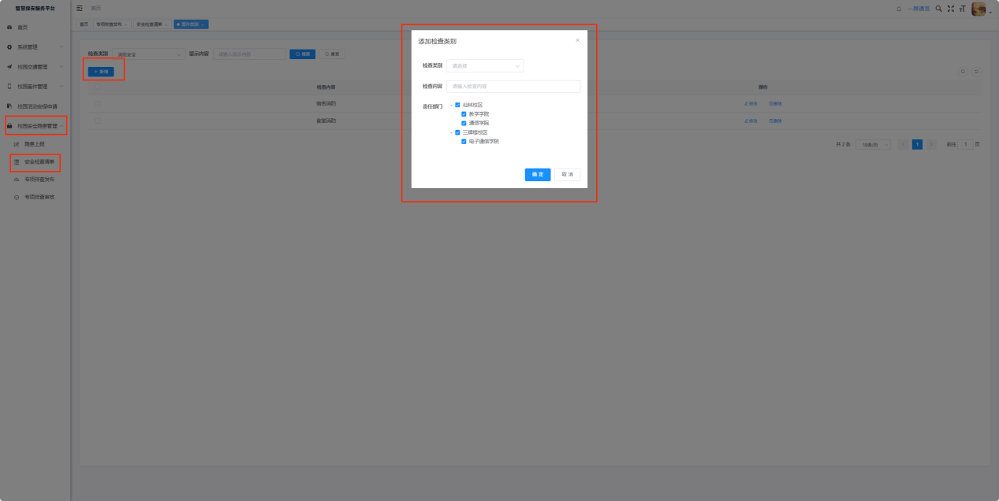 智慧保安服务平台
首页
首页
系统管理
校园交通管理
校园案件管理
校园活动安保申请
校园安全隐患管理
隐患上报
安全检查清单
专项排查发布
专项排查审核
一屏通览
首页
专项排查发布
安全检查清单
检查类别 消防安全
显示内容 请输入显示内容
搜索
重置
+ 新增
检查内容
操作
宿舍消防
修改 删除
食堂消防
修改 删除
共 2 条
10条/页
1
前往 1 页
添加检查类别
检查类别 请选择
检查内容 请输入检查内容
责任部门
仙林校区
教学学院
通信学院
三牌楼校区
电子通信学院
确 定
取 消